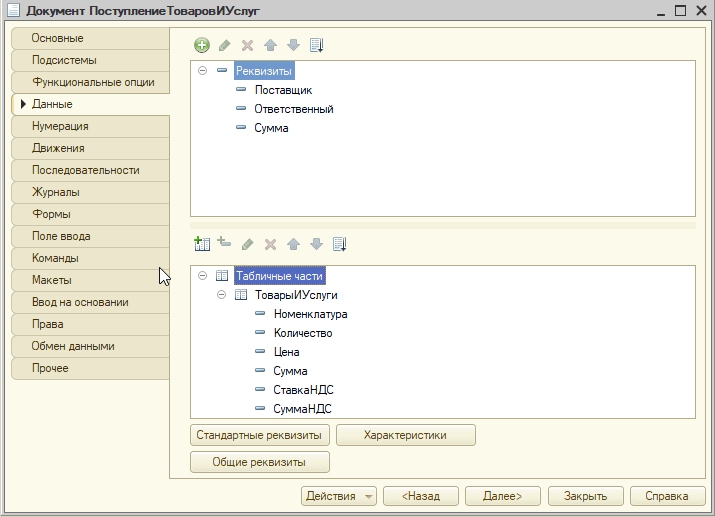 Документ ПоступлениеТоваровИУслуг
Основные
Подсистемы
Функциональные опции
Данные
Нумерация
Движения
Последовательности
Журналы
Формы
Поле ввода
Команды
Макеты
Ввод на основании
Права
Обмен данными
Прочее
Реквизиты
Поставщик
Ответственный
Сумма
Табличные части
ТоварыИУслуги
Номенклатура
Количество
Цена
Сумма
СтавкаНДС
СуммаНДС
Стандартные реквизиты Характеристики
Общие реквизиты
Действия <Назад Далее> Закрыть Справка